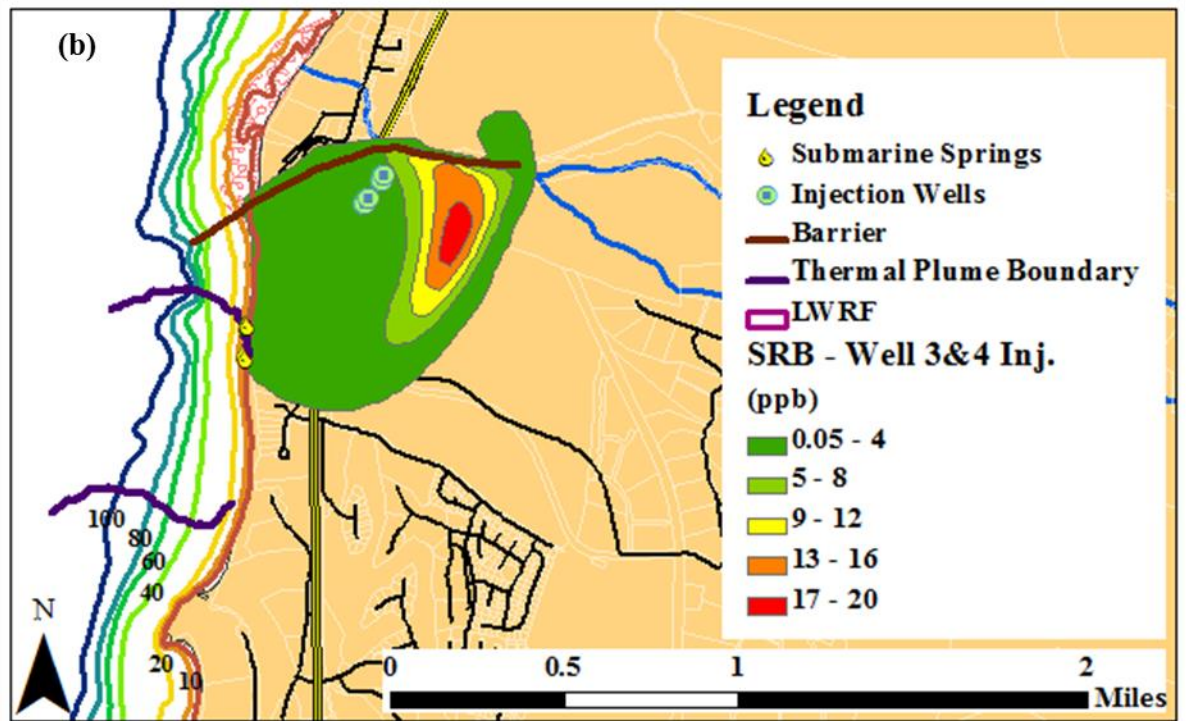 (b)
Legend
Submarine Springs
Injection Wells
Barrier
Thermal Plume Boundary
LWRF
SRB - Well 3&4 Inj.
(ppb)
0.05 - 4
5 - 8
9 - 12
13 - 16
17 - 20
100
80
60
40
20
10
N
0 0.5 1 2
Miles